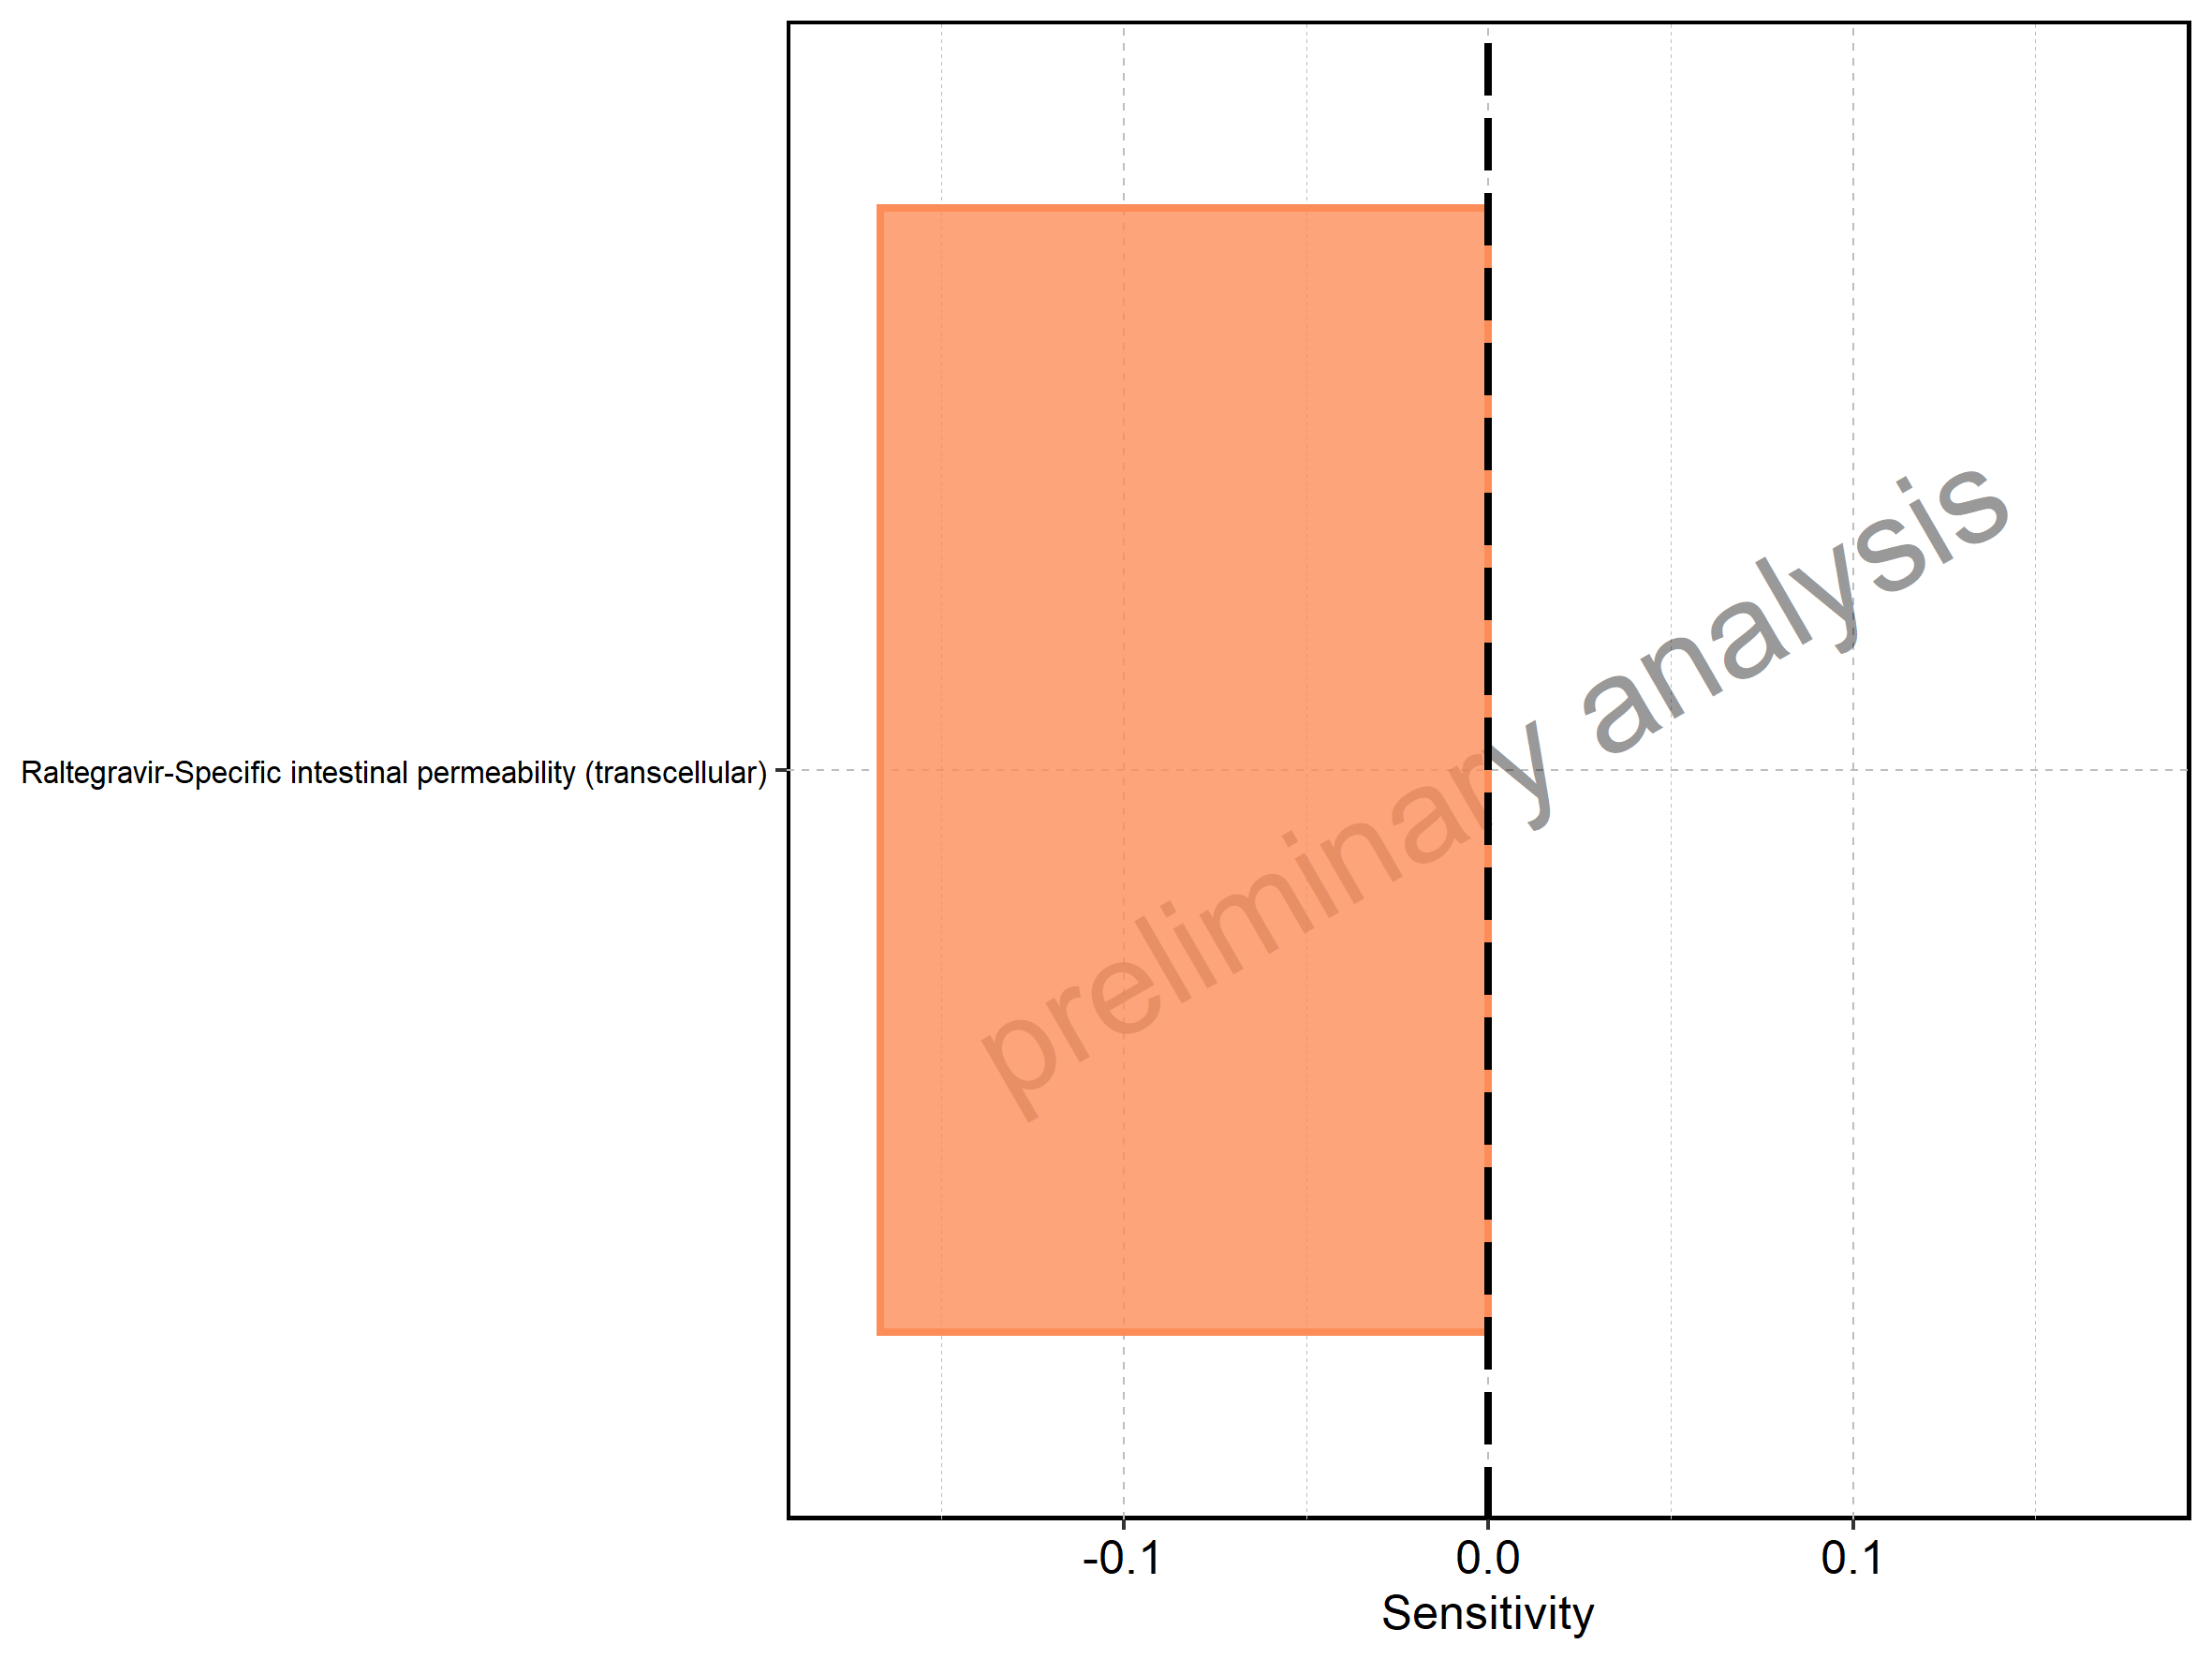 Raltegravir-Specific intestinal permeability (transcellular)
preliminary analysis
-0.1 0.0 0.1
Sensitivity